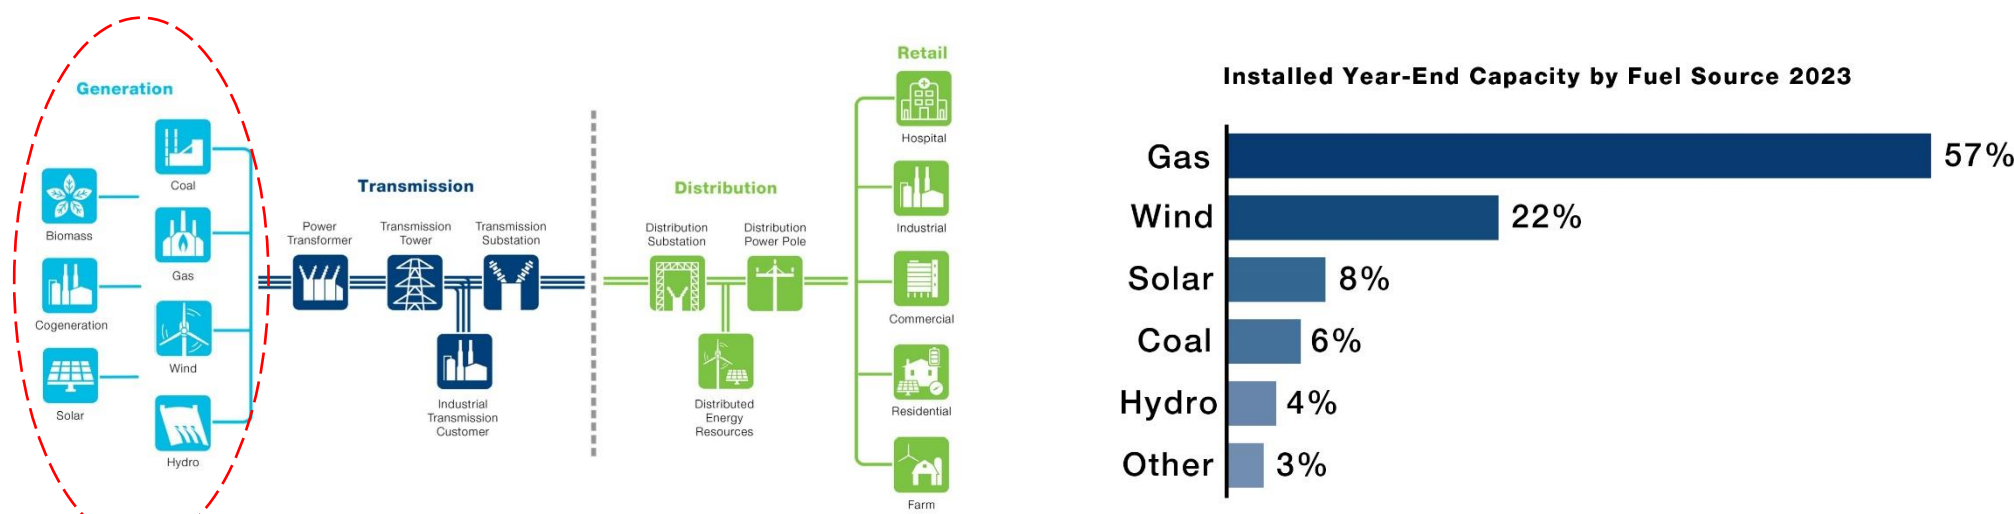 Generation
Coal
Biomass
Gas
Cogeneration
Wind
Solar
Hydro
Transmission
Power
Transformer
Transmission
Tower
Transmission
Substation
Industrial
Transmission
Customer
Distribution
Distribution
Substation
Distribution
Power Pole
Distributed
Energy
Resources
Retail
Hospital
Industrial
Commercial
Residential
Farm
Installed Year-End Capacity by Fuel Source 2023
Gas 57%
Wind 22%
Solar 8%
Coal 6%
Hydro 4%
Other 3%